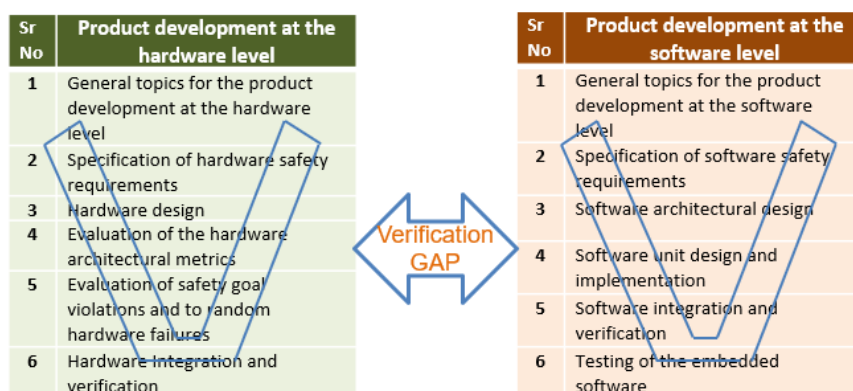 Sr No
Product development at the
hardware level
1
General topics for the product
development at the hardware
level
2
Specification of hardware safety
requirements
3
Hardware design
4
Evaluation of the hardware
architectural metrics
5
Evaluation of safety goal
violations and to random
hardware failures
6
Hardware Integration and
verification
Verification
GAP
Sr No
Product development at the
software level
1
General topics for the product
development at the software
level
2
Specification of software safety
requirements
3
Software architectural design
4
Software unit design and
implementation
5
Software integration and
verification
6
Testing of the embedded
software